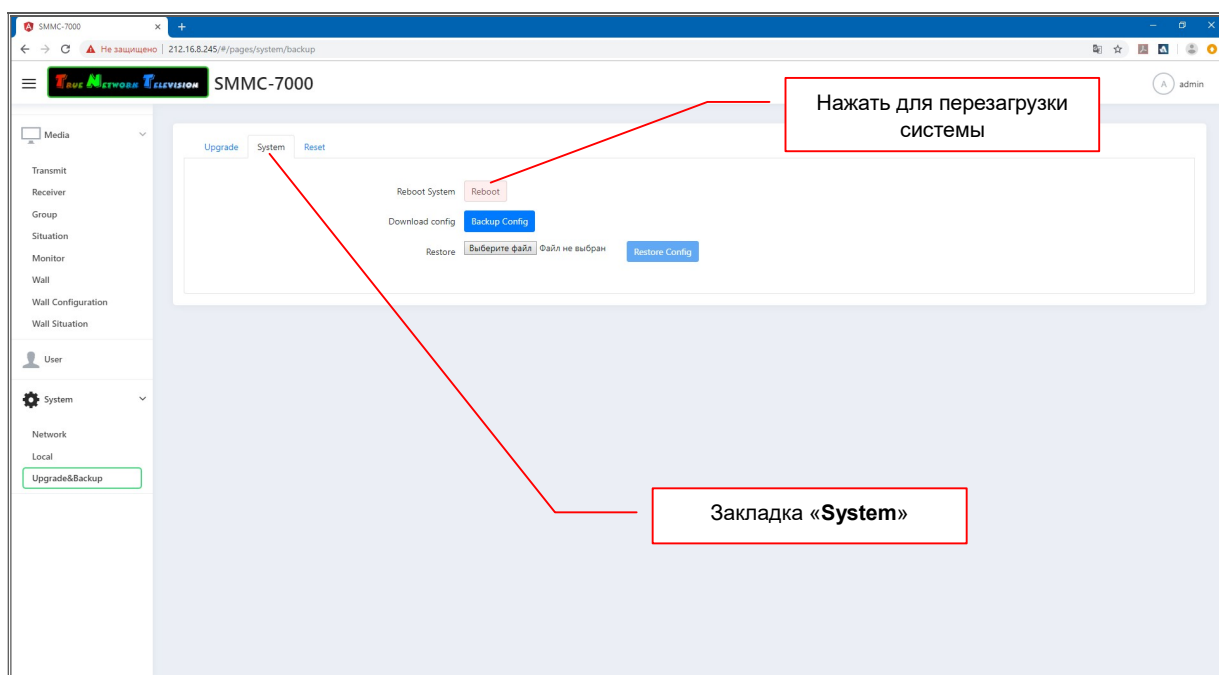 SMMC-7000
Не защищено | 212.16.8.245/#/pages/system/backup
True Network Television SMMC-7000
A admin
Нажать для перезагрузки
системы
Media
Upgrade System Reset
Transmit
Receiver
Reboot System Reboot
Group
Download config Backup Config
Situation
Restore Выберите файл Файл не выбран Restore Config
Monitor
Wall
Wall Configuration
Wall Situation
User
System
Network
Local
Upgrade&Backup
Закладка «System»